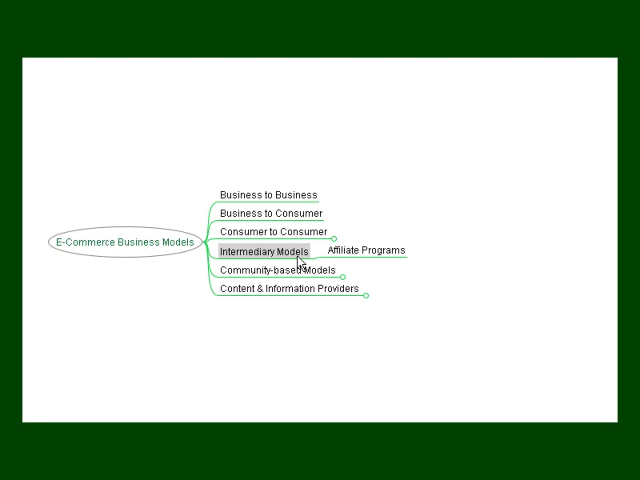 E-Commerce Business Models
Business to Business
Business to Consumer
Consumer to Consumer
Intermediary Models
Affiliate Programs
Community-based Models
Content & Information Providers